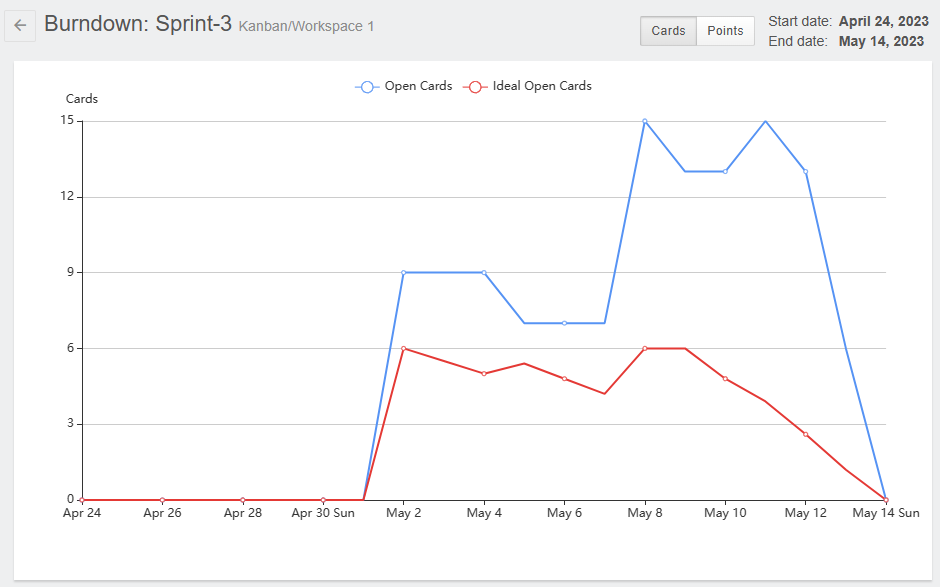 Burndown: Sprint-3 Kanban/Workspace 1
Cards Points
Start date: April 24, 2023
End date: May 14, 2023
Open Cards Ideal Open Cards
Cards
15
12
9
6
3
0
Apr 24 Apr 26 Apr 28 Apr 30 Sun May 2 May 4 May 6 May 8 May 10 May 12 May 14 Sun